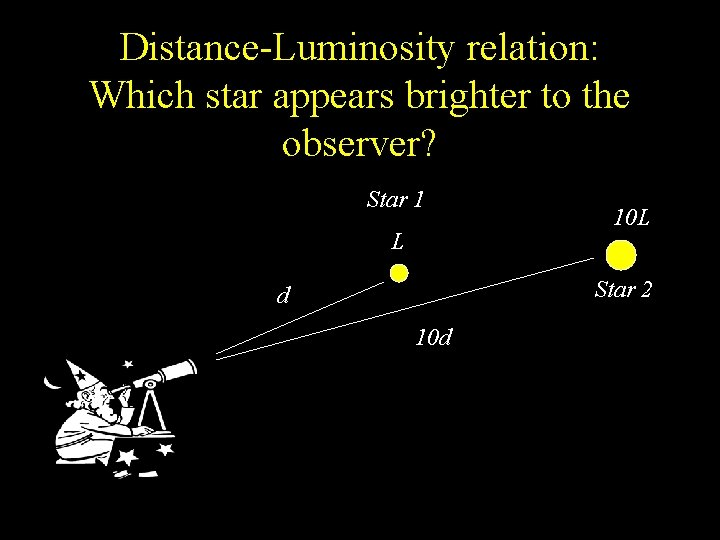 Distance-Luminosity relation:
Which star appears brighter to the
observer?
Star 1
10L
L
Star 2
d
10d